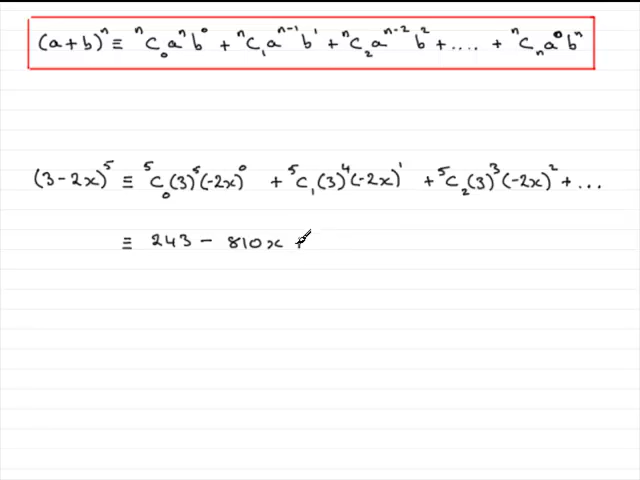 (a+b)ⁿ ≡ ⁿC₀aⁿb⁰ + ⁿC₁aⁿ⁻¹b¹ + ⁿC₂aⁿ⁻²b² + .... + ⁿCₙa⁰bⁿ
(3-2x)⁵ ≡ ⁵C₀(3)⁵(-2x)⁰ + ⁵C₁(3)⁴(-2x)¹ + ⁵C₂(3)³(-2x)² + ...
≡ 243 - 810x +